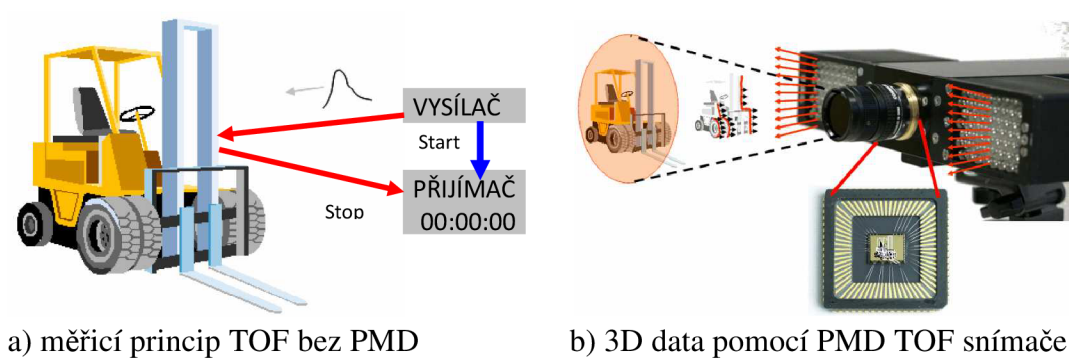 VYSÍLAČ
Start
PŘIJÍMAČ
Stop
00:00:00
a) měřicí princip TOF bez PMD
b) 3D data pomocí PMD TOF snímače